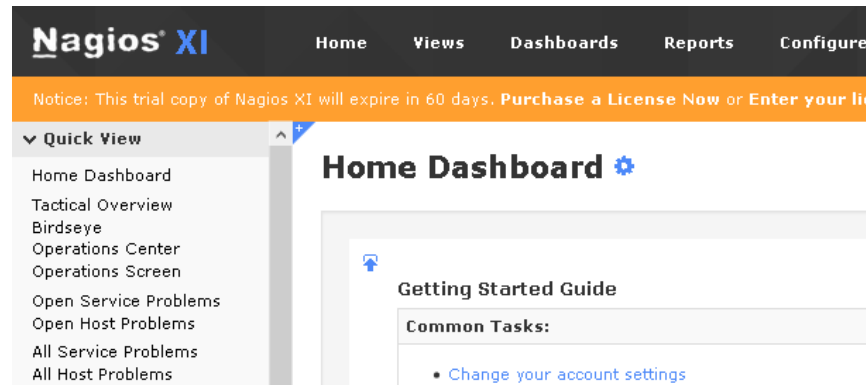 Nagios® XI Home Views Dashboards Reports Configure
Notice: This trial copy of Nagios XI will expire in 60 days. Purchase a License Now or Enter your
Quick View
Home Dashboard
Tactical Overview
Birdseye
Operations Center
Operations Screen
Open Service Problems
Open Host Problems
All Service Problems
All Host Problems
Home Dashboard
Getting Started Guide
Common Tasks:
• Change your account settings